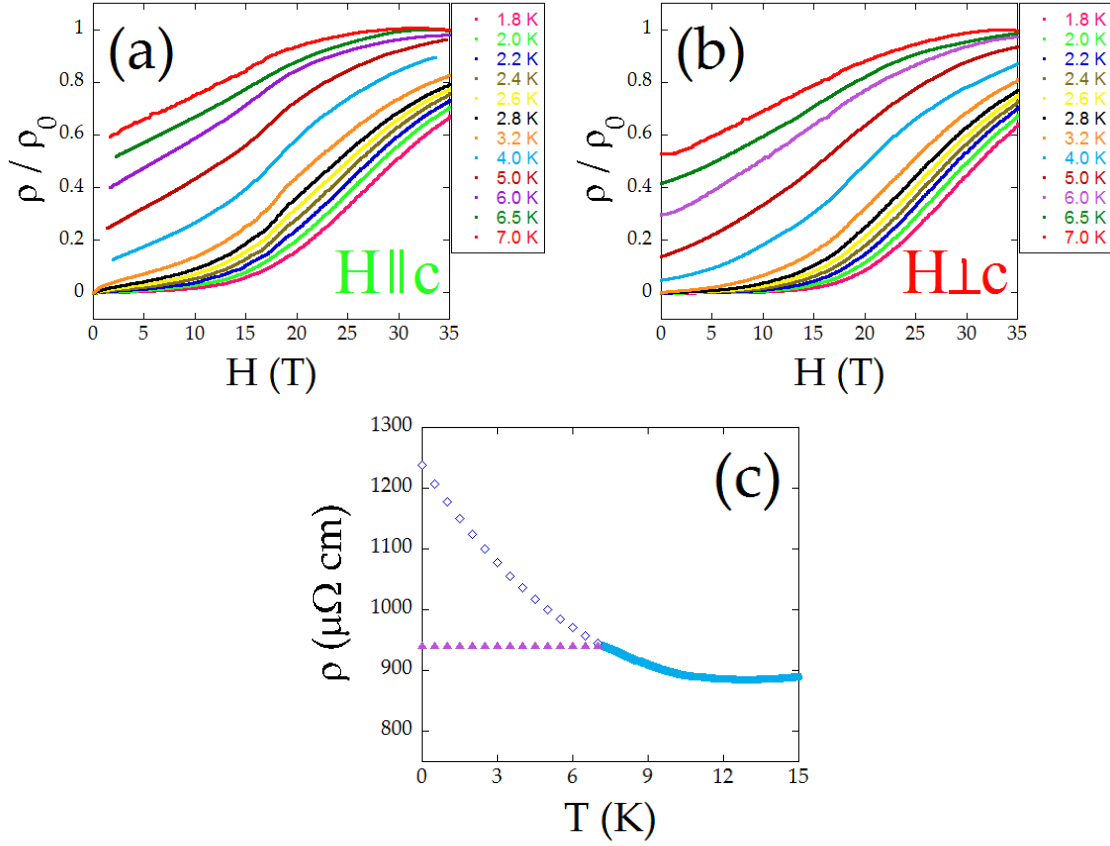 (a)
1
0.8
0.6
0.4
0.2
0
ρ / ρ0
0 5 10 15 20 25 30 35
H (T)
H||c
1.8 K
2.0 K
2.2 K
2.4 K
2.6 K
2.8 K
3.2 K
4.0 K
5.0 K
6.0 K
6.5 K
7.0 K
(b)
1
0.8
0.6
0.4
0.2
0
ρ / ρ0
0 5 10 15 20 25 30 35
H (T)
H⊥c
1.8 K
2.0 K
2.2 K
2.4 K
2.6 K
2.8 K
3.2 K
4.0 K
5.0 K
6.0 K
6.5 K
7.0 K
(c)
1300
1200
1100
1000
900
800
ρ (μΩ cm)
0 3 6 9 12 15
T (K)